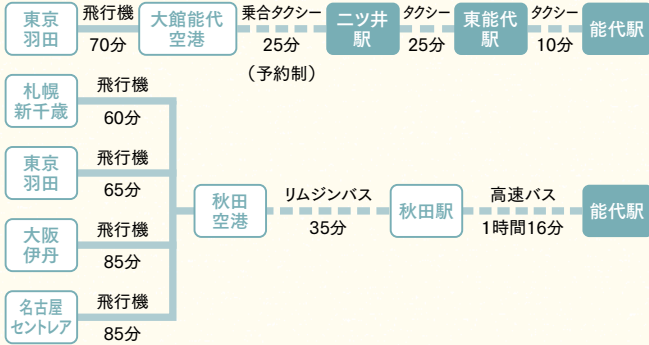 東京
羽田
飛行機
70分
大館能代
空港
乗合タクシー
25分
(予約制)
二ツ井
駅
タクシー
25分
東能代
駅
タクシー
10分
能代駅
札幌
新千歳
飛行機
60分
東京
羽田
飛行機
65分
大阪
伊丹
飛行機
85分
名古屋
セントレア
飛行機
85分
秋田
空港
リムジンバス
35分
秋田駅
高速バス
1時間16分
能代駅